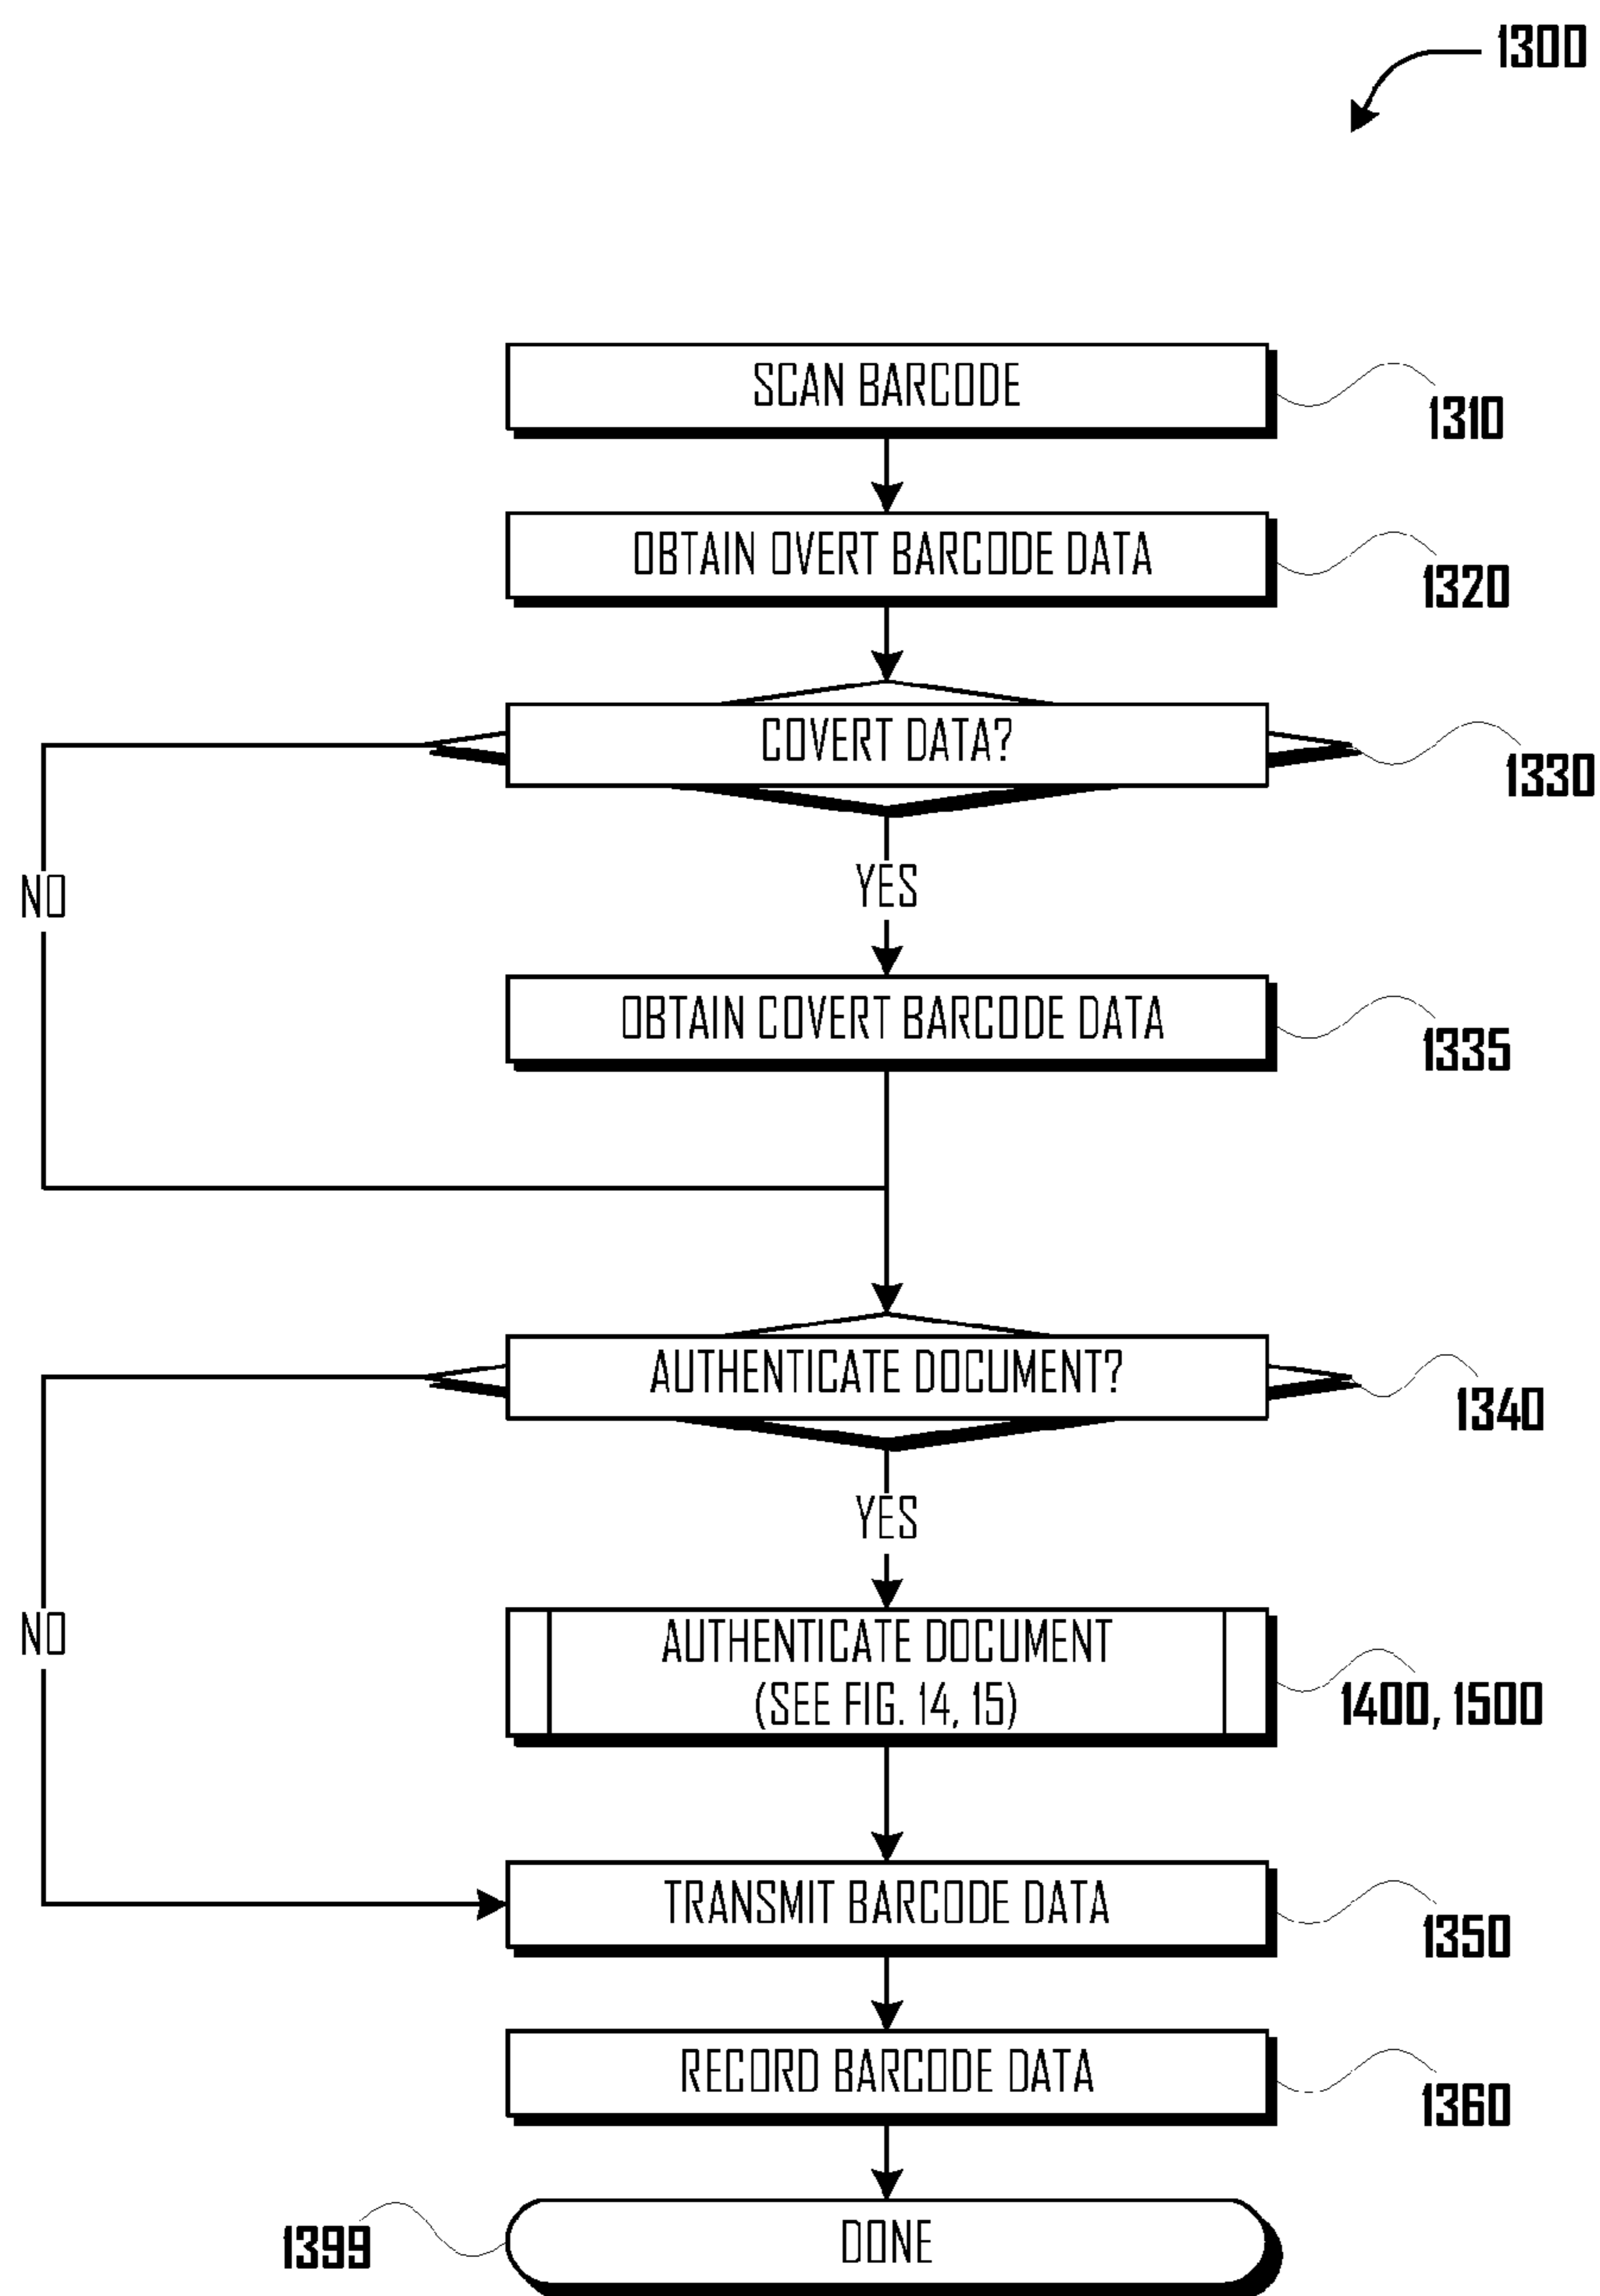 1300
SCAN BARCODE
1310
OBTAIN OVERT BARCODE DATA
1320
COVERT DATA?
1330
NO
YES
OBTAIN COVERT BARCODE DATA
1335
AUTHENTICATE DOCUMENT?
1340
YES
NO
AUTHENTICATE DOCUMENT
(SEE FIG. 14, 15)
1400, 1500
TRANSMIT BARCODE DATA
1350
RECORD BARCODE DATA
1360
1399
DONE